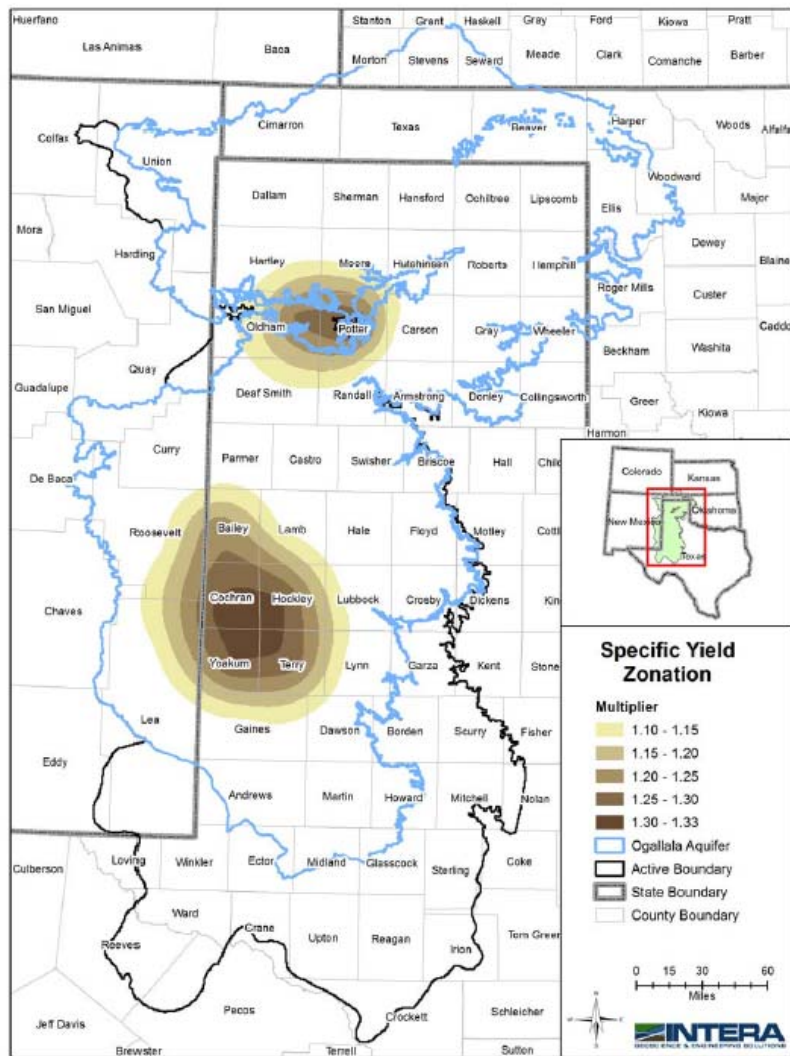 Huerfano
Las Animas
Baca
Stanton Grant Haskell Gray Ford Kiowa Pratt
Morton Stevens Seward Meade Clark Comanche Barber
Colfax
Union
Cimarron
Texas
Beaver
Harper
Woods
Alfalfa
Woodward
Major
Mora
Harding
Dallam Sherman Hansford Ochiltree Lipscomb
Ellis
Dewey
Blaine
Hartley Moore Hutchinson Roberts Hemphill
Roger Mills
Custer
San Miguel
Oldham Potter Carson Gray Wheeler
Beckham
Washita
Caddo
Quay
Guadalupe
Deaf Smith Randall Armstrong Donley Collingsworth
Greer
Kiowa
Harmon
Curry
De Baca
Parmer Castro Swisher Briscoe Hall
Roosevelt
Bailey Lamb Hale Floyd Motley Cottl
Chaves
Cochran Hockley Lubbock Crosby Dickens Kin
Yoakum Terry Lynn Garza Kent Stone
Lea
Eddy
Gaines Dawson Borden Scurry Fisher
Andrews Martin Howard Mitchell Nolan
Culberson
Loving Winkler Ector Midland Glasscock Sterling Coke
Ward
Reeves
Crane
Upton Reagan Irion Tom Green
Pecos
Crockett
Schleicher
Jeff Davis
Brewster
Terrell
Sutton
Colorado
Kansas
New Mexico
Oklahoma
Texas
Specific Yield
Zonation
Multiplier
1.10 - 1.15
1.15 - 1.20
1.20 - 1.25
1.25 - 1.30
1.30 - 1.33
Ogallala Aquifer
Active Boundary
State Boundary
County Boundary
0 15 30 60
Miles
INTERA
GEOSCIENCE & ENGINEERING SOLUTIONS